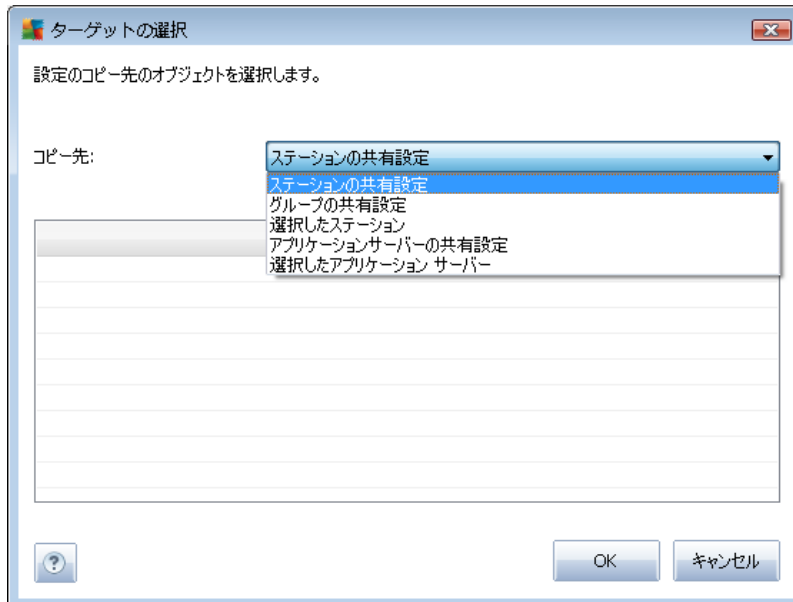 ターゲットの選択
設定のコピー先のオブジェクトを選択します。
コピー先:
ステーションの共有設定
ステーションの共有設定
グループの共有設定
選択したステーション
アプリケーションサーバーの共有設定
選択したアプリケーション サーバー
?
OK
キャンセル